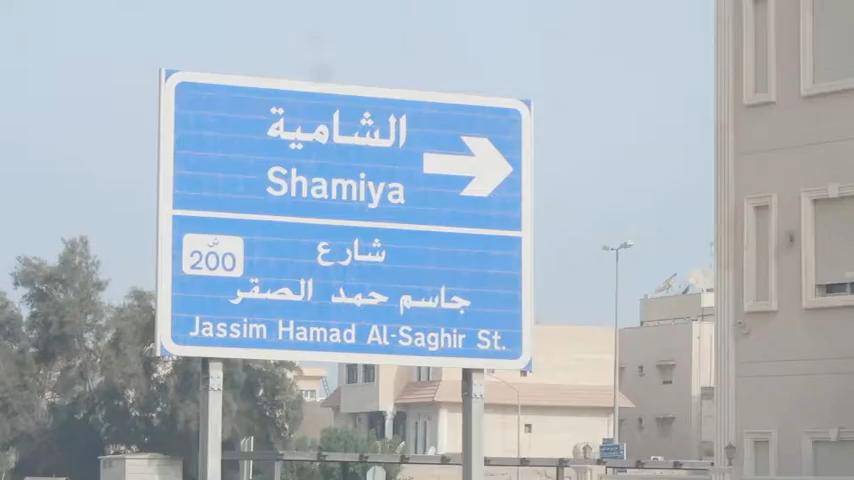 الشامية
Shamiya
ش
200
شارع
جاسم حمد الصقر
Jassim Hamad Al-Saghir St.